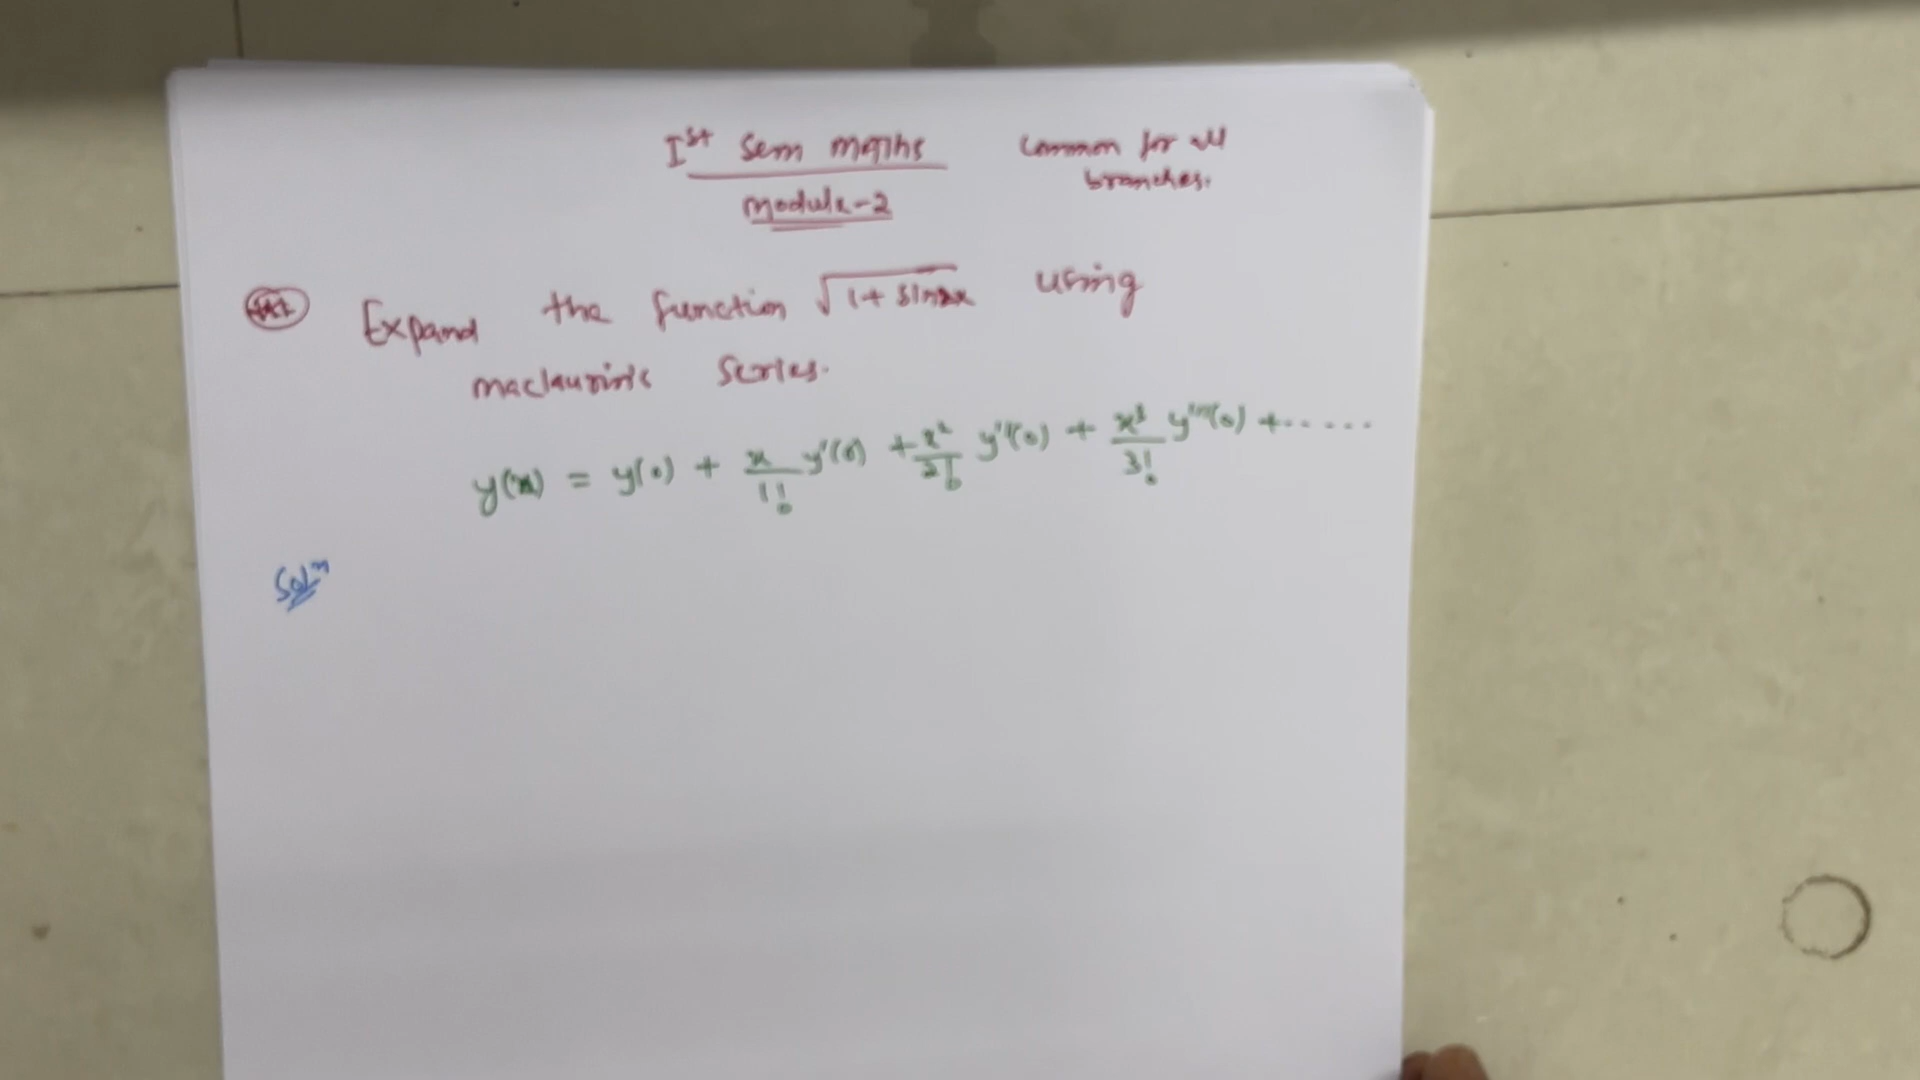 Ist Sem maths common for all
branches.
module-2
Expand the function √1+sin2x using
maclaurin's series.
y(x) = y(0) + x/1! y'(0) + x²/2! y''(0) + x³/3! y'''(0) + ......
Solⁿ